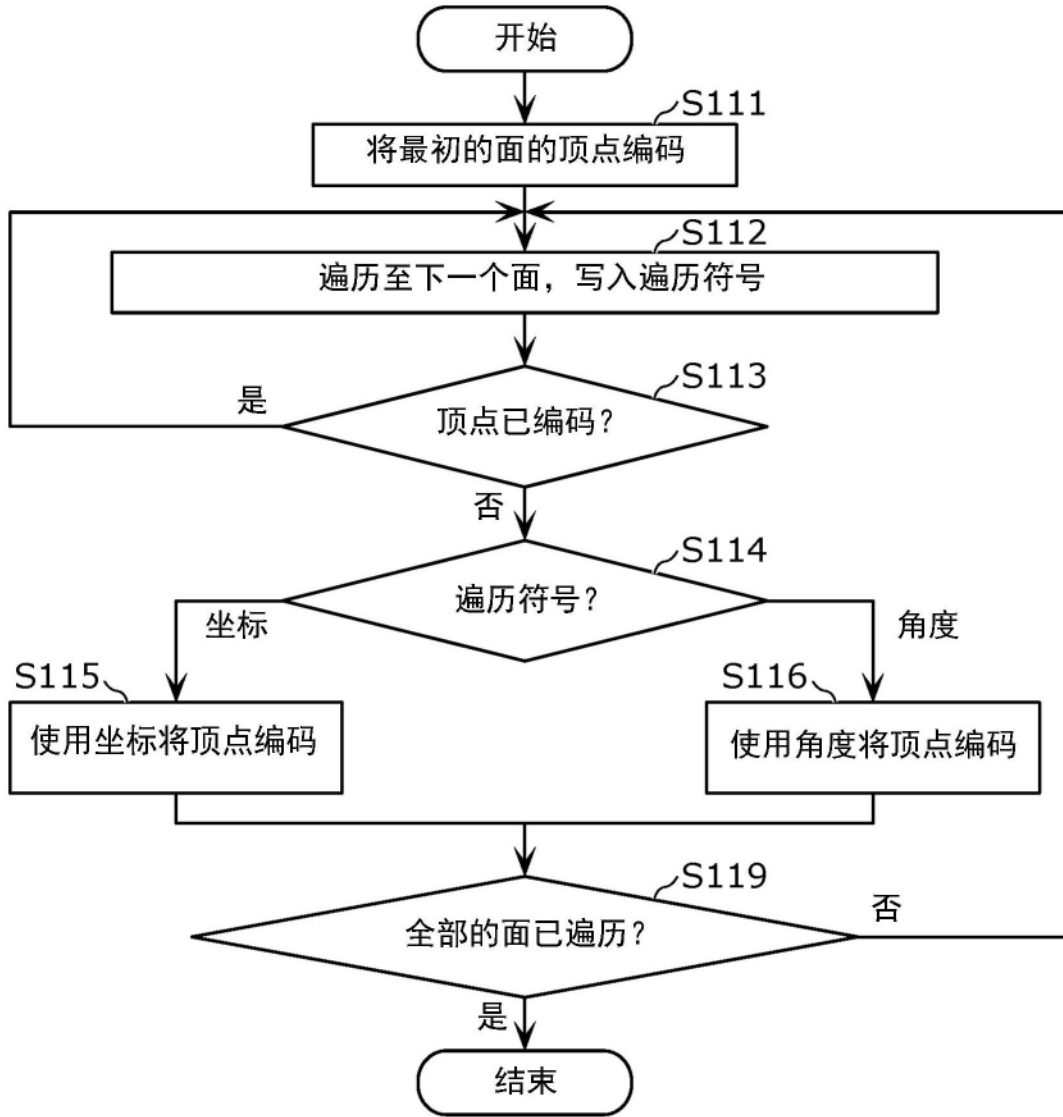 开始
S111
将最初的面的顶点编码
S112
遍历至下一个面，写入遍历符号
S113
是
顶点已编码？
否
S114
遍历符号？
坐标
角度
S115
S116
使用坐标将顶点编码
使用角度将顶点编码
S119
全部的面已遍历？
否
是
结束